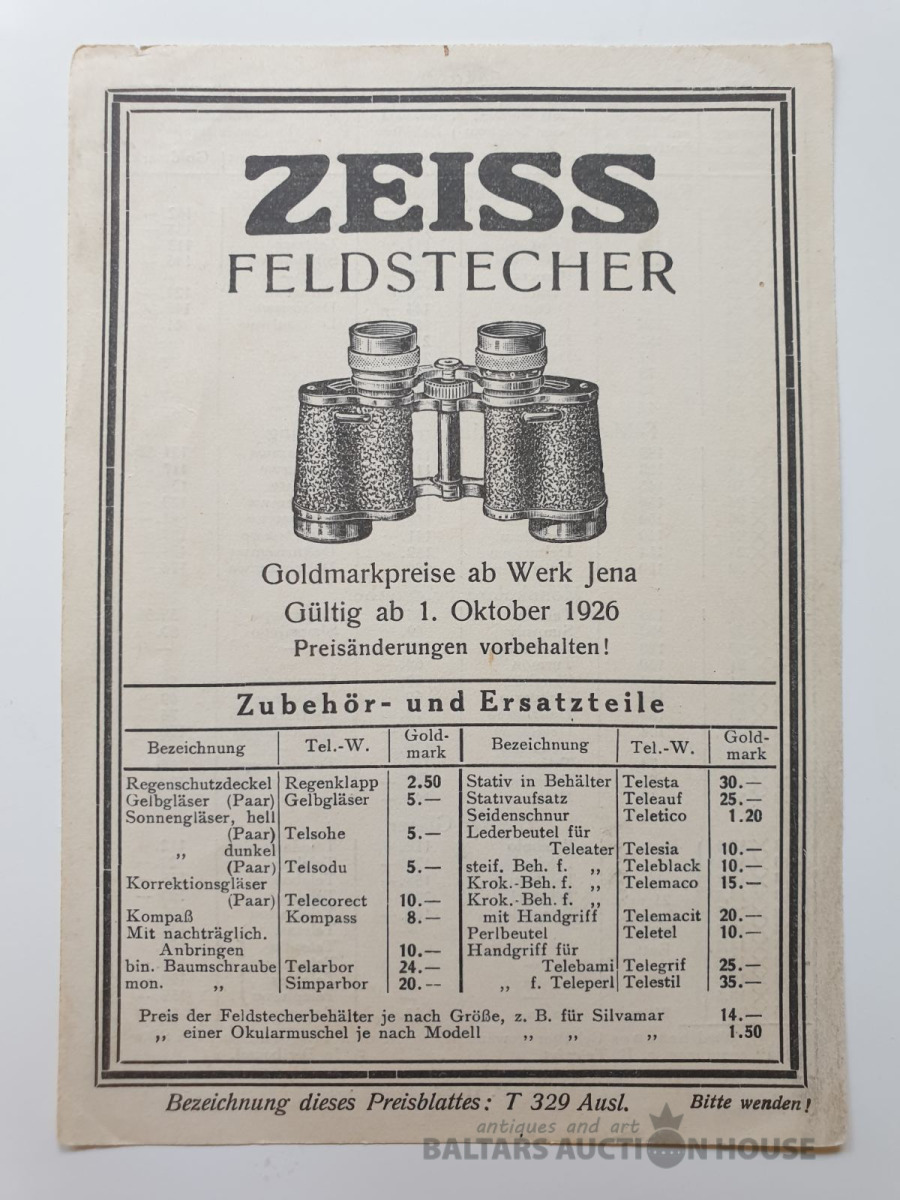 ZEISS
FELDSTECHER
Goldmarkpreise ab Werk Jena
Gültig ab 1. Oktober 1926
Preisänderungen vorbehalten!
Zubehör- und Ersatzteile
Bezeichnung Tel.-W. Gold-mark Bezeichnung Tel.-W. Gold-mark
Regenschutzdeckel Regenklapp 2.50 Stativ in Behälter Telesta 30.—
Gelbgläser (Paar) Gelbgläser 5.— Stativaufsatz Teleauf 25.—
Sonnengläser, hell Seidenschnur Teletico 1.20
(Paar) Telsohe 5.— Lederbeutel für
„ dunkel Teleater Telesia 10.—
(Paar) Telsodu 5.— steif. Beh. f. „ Teleblack 10.—
Korrektionsgläser Krok.-Beh. f. „ Telemaco 15.—
(Paar) Telecorect 10.— Krok.-Beh. f. „
Kompaß Kompass 8.— mit Handgriff Telemacit 20.—
Mit nachträglich. Perlbeutel Teletel 10.—
Anbringen 10.— Handgriff für
bin. Baumschraube Telarbor 24.— Telebami Telegrif 25.—
mon. „ Simparbor 20.-- „ f. Teleperl Telestil 35.—
Preis der Feldstecherbehälter je nach Größe, z. B. für Silvamar 14.—
„ einer Okularmuschel je nach Modell „ „ „ 1.50
Bezeichnung dieses Preisblattes: T 329 Ausl. Bitte wenden!
antiques and art
BALTARS AUCTION HOUSE